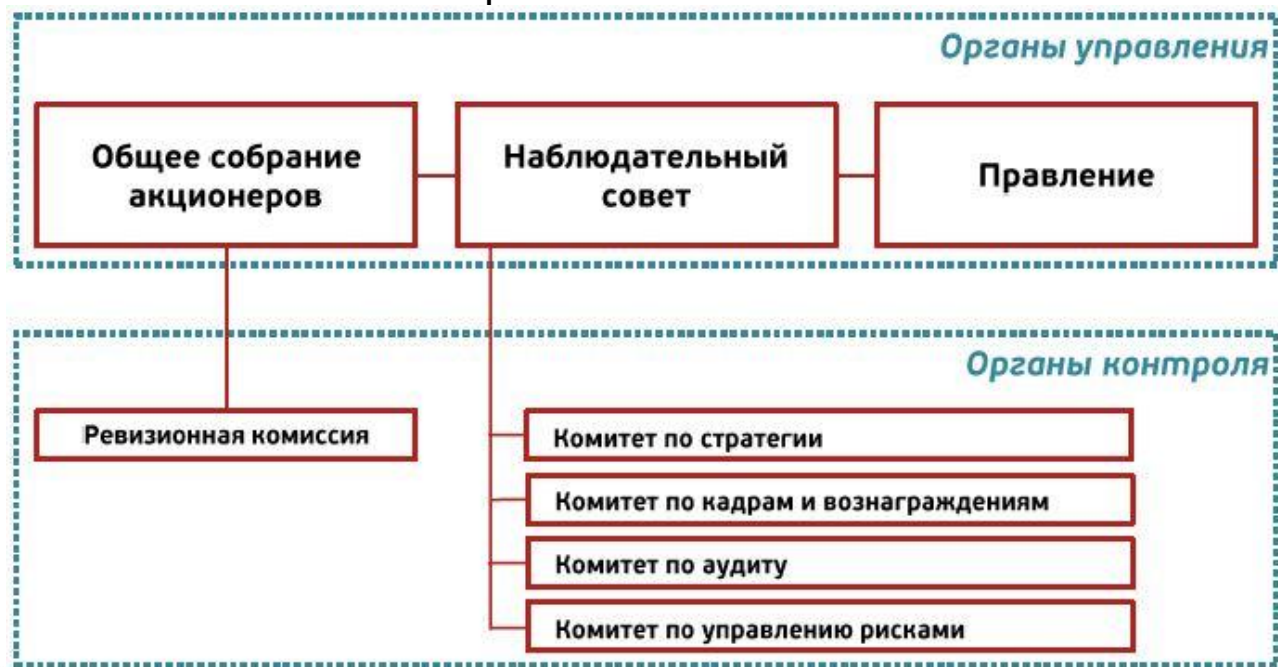 Органы управления
Общее собрание
акционеров
Наблюдательный
совет
Правление
Органы контроля
Ревизионная комиссия
Комитет по стратегии
Комитет по кадрам и вознаграждениям
Комитет по аудиту
Комитет по управлению рисками